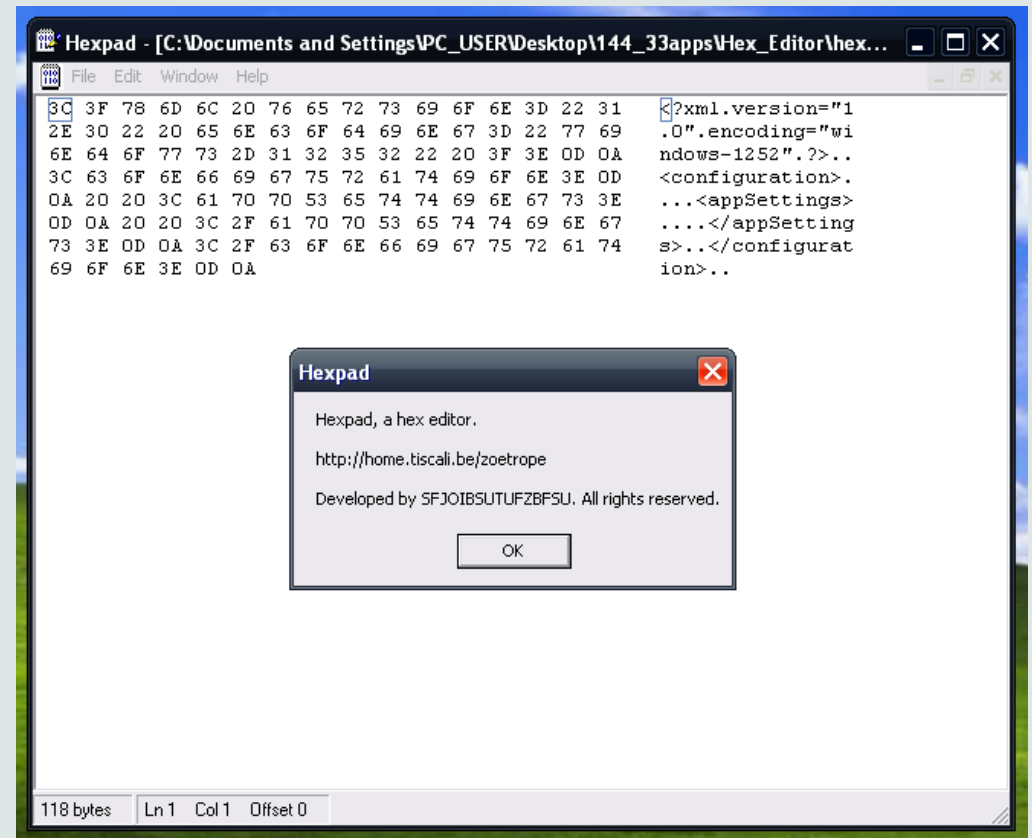 Hexpad - [C:\Documents and Settings\PC_USER\Desktop\144_33apps\Hex_Editor\hex...
File Edit Window Help
3C 3F 78 6D 6C 20 76 65 72 73 69 6F 6E 3D 22 31 <?xml.version="1
2E 30 22 20 65 6E 63 6F 64 69 6E 67 3D 22 77 69 .0".encoding="wi
6E 64 6F 77 73 2D 31 32 35 32 22 20 3F 3E 0D 0A ndows-1252".?>..
3C 63 6F 6E 66 69 67 75 72 61 74 69 6F 6E 3E 0D <configuration>.
0A 20 20 3C 61 70 70 53 65 74 74 69 6E 67 73 3E ...<appSettings>
0D 0A 20 20 3C 2F 61 70 70 53 65 74 74 69 6E 67 ....</appSetting
73 3E 0D 0A 3C 2F 63 6F 6E 66 69 67 75 72 61 74 s>..</configurat
69 6F 6E 3E 0D 0A ion>..
Hexpad
Hexpad, a hex editor.
http://home.tiscali.be/zoetrope
Developed by SFJOIBSUTUFZBFSU. All rights reserved.
OK
118 bytes Ln 1 Col 1 Offset 0